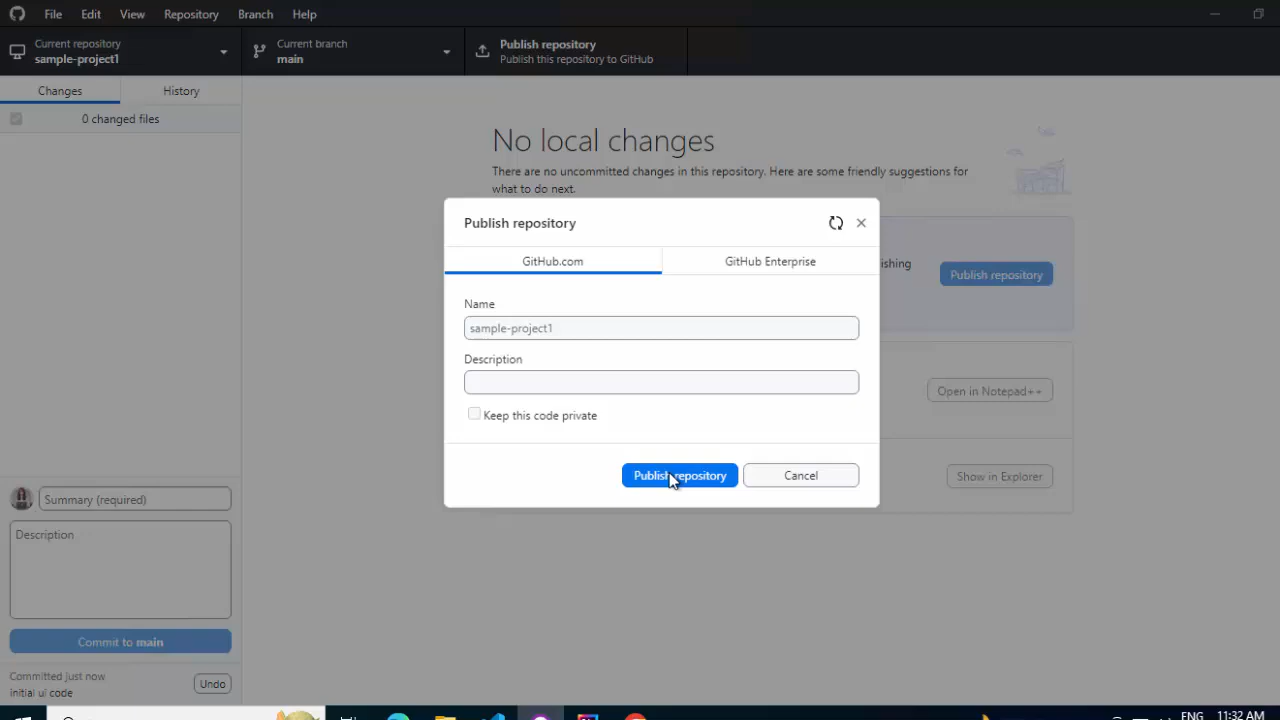 File Edit View Repository Branch Help
Current repository
sample-project1
Current branch
main
Publish repository
Publish this repository to GitHub
Changes History
0 changed files
No local changes
There are no uncommitted changes in this repository. Here are some friendly suggestions for
what to do next.
Publish repository
GitHub.com GitHub Enterprise
ishing
Publish repository
Name
sample-project1
Description
Open in Notepad++
Keep this code private
Publish repository Cancel
Show in Explorer
Summary (required)
Description
Commit to main
Committed just now
initial ui code
Undo
ENG 11:32 AM